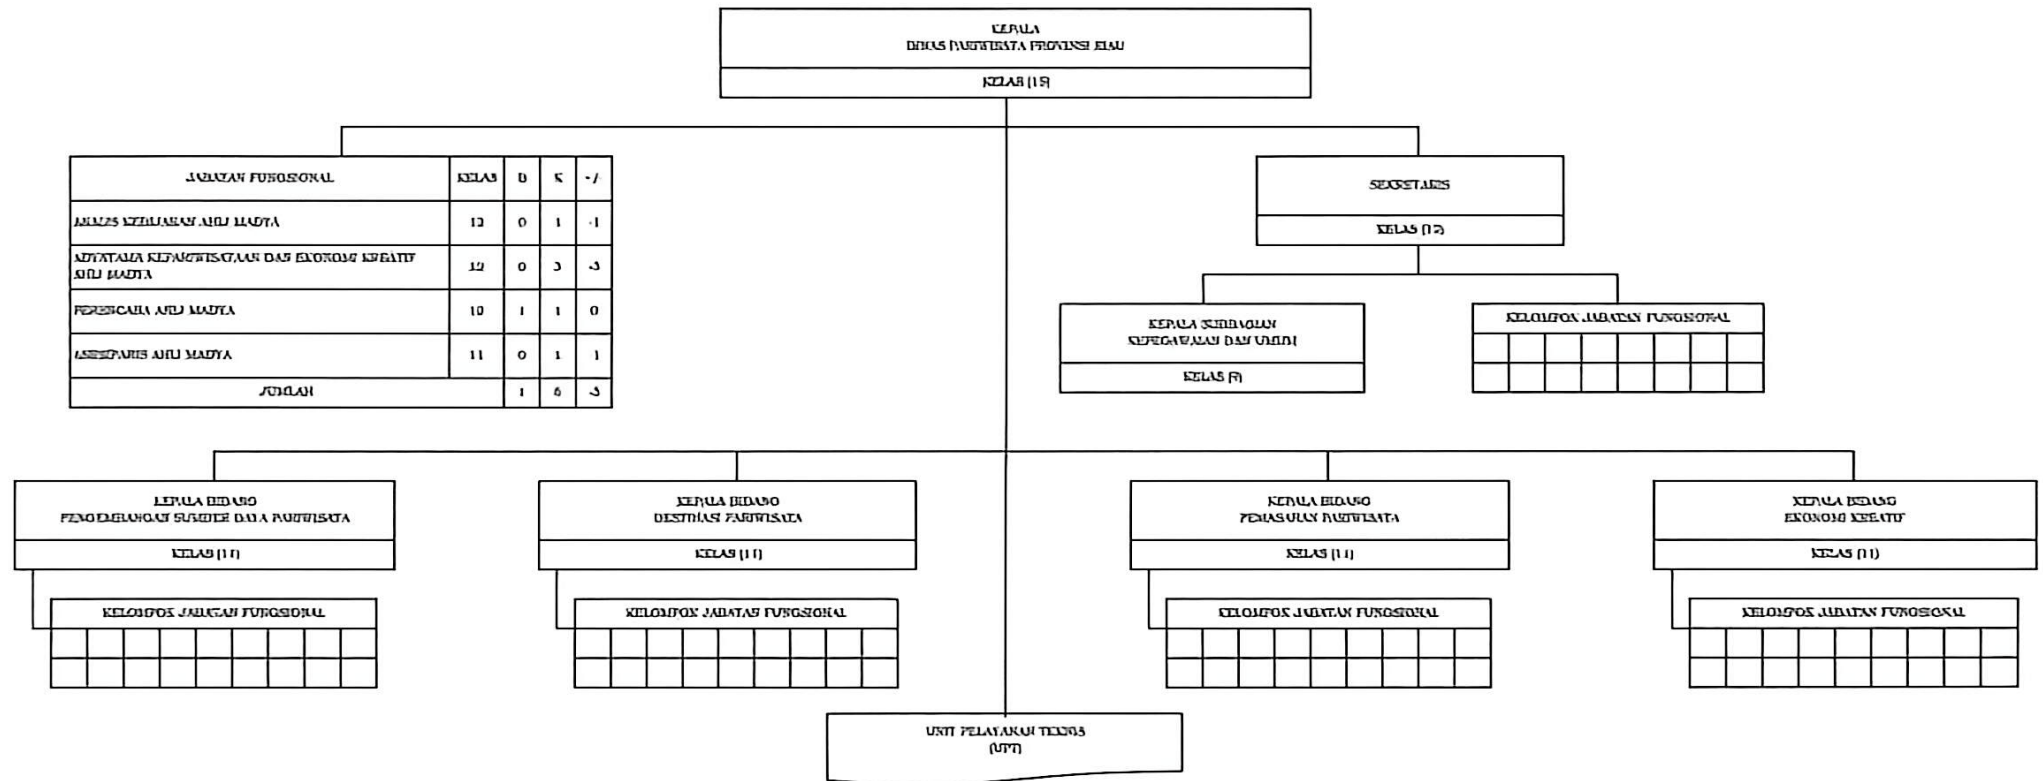 KEPALA
DINAS PARIWISATA PROVINSI RIAU
KELAS (15)
JABATAN FUNGSIONAL KELAS B K -/
ANALIS KEBIJAKAN AHLI MADYA 12 0 1 -1
ADYATAMA KEPARIWISATAAN DAN EKONOMI KREATIF
AHLI MADYA 0 3 -3
PERENCANA AHLI MADYA 1 1 0
ARSIPARIS AHLI MADYA 11 0 1 1
JUMLAH 1 6
SEKRETARIS
KELAS (12)
KEPALA SUBBAGIAN
KEPEGAWAIAN DAN UMUM
KELAS (9)
KELOMPOK JABATAN FUNGSIONAL
KEPALA BIDANG
PENGEMBANGAN SUMBER DAYA PARIWISATA
KELAS (11)
KELOMPOK JABATAN FUNGSIONAL
KEPALA BIDANG
DESTINASI PARIWISATA
KELAS (11)
KELOMPOK JABATAN FUNGSIONAL
KEPALA BIDANG
PEMASARAN PARIWISATA
KELAS (11)
KELOMPOK JABATAN FUNGSIONAL
KEPALA BIDANG
EKONOMI KREATIF
KELAS (11)
KELOMPOK JABATAN FUNGSIONAL
UNIT PELAYANAN TEKNIS
(UPT)